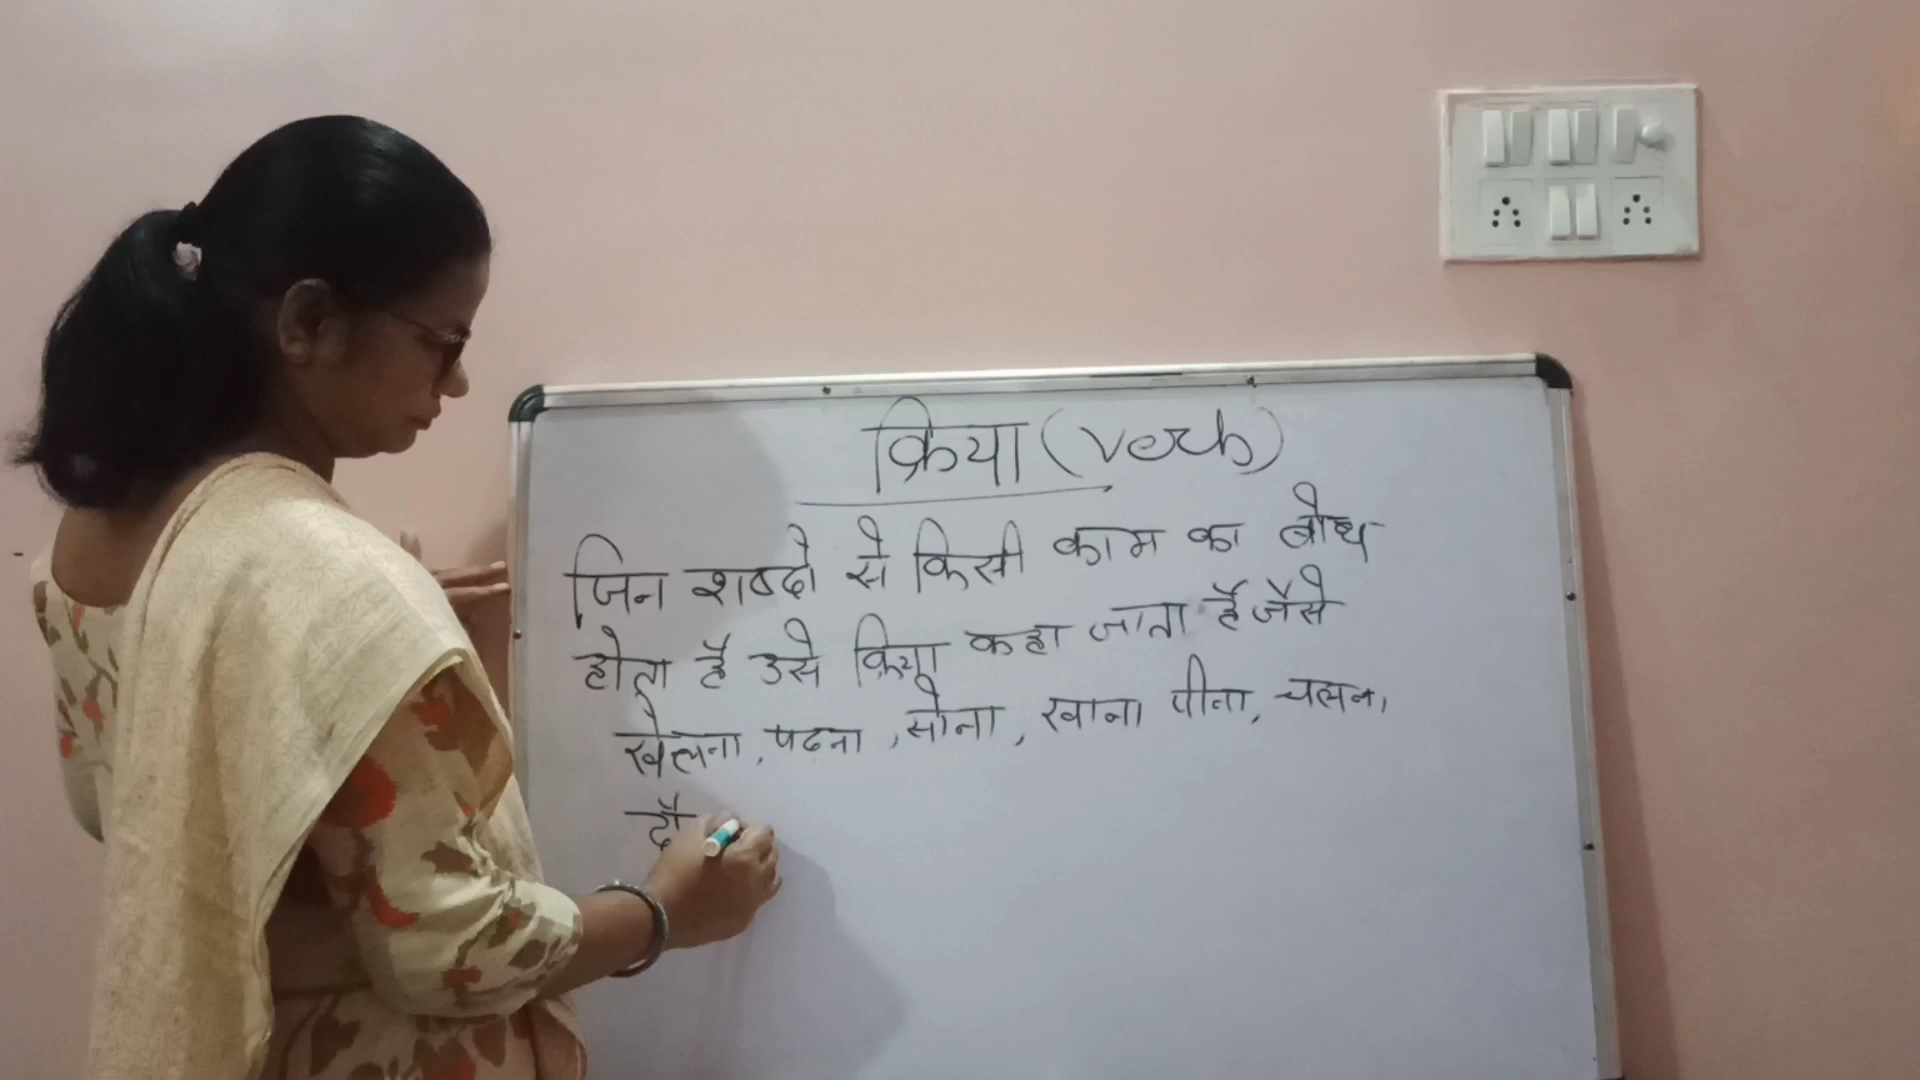 क्रिया (verb)
जिन शब्दो से किसी काम का बोध
होता है उसे क्रिया कहा जाता है जैसे
खेलना, पढना, सोना, खाना पीना, चलना,
दौ